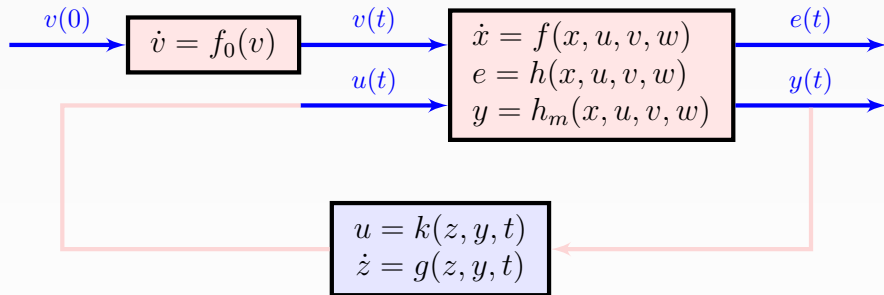 v(0)
v̇ = f₀(v)
v(t)
u(t)
ẋ = f(x, u, v, w)
e = h(x, u, v, w)
y = hₘ(x, u, v, w)
e(t)
y(t)
u = k(z, y, t)
ż = g(z, y, t)